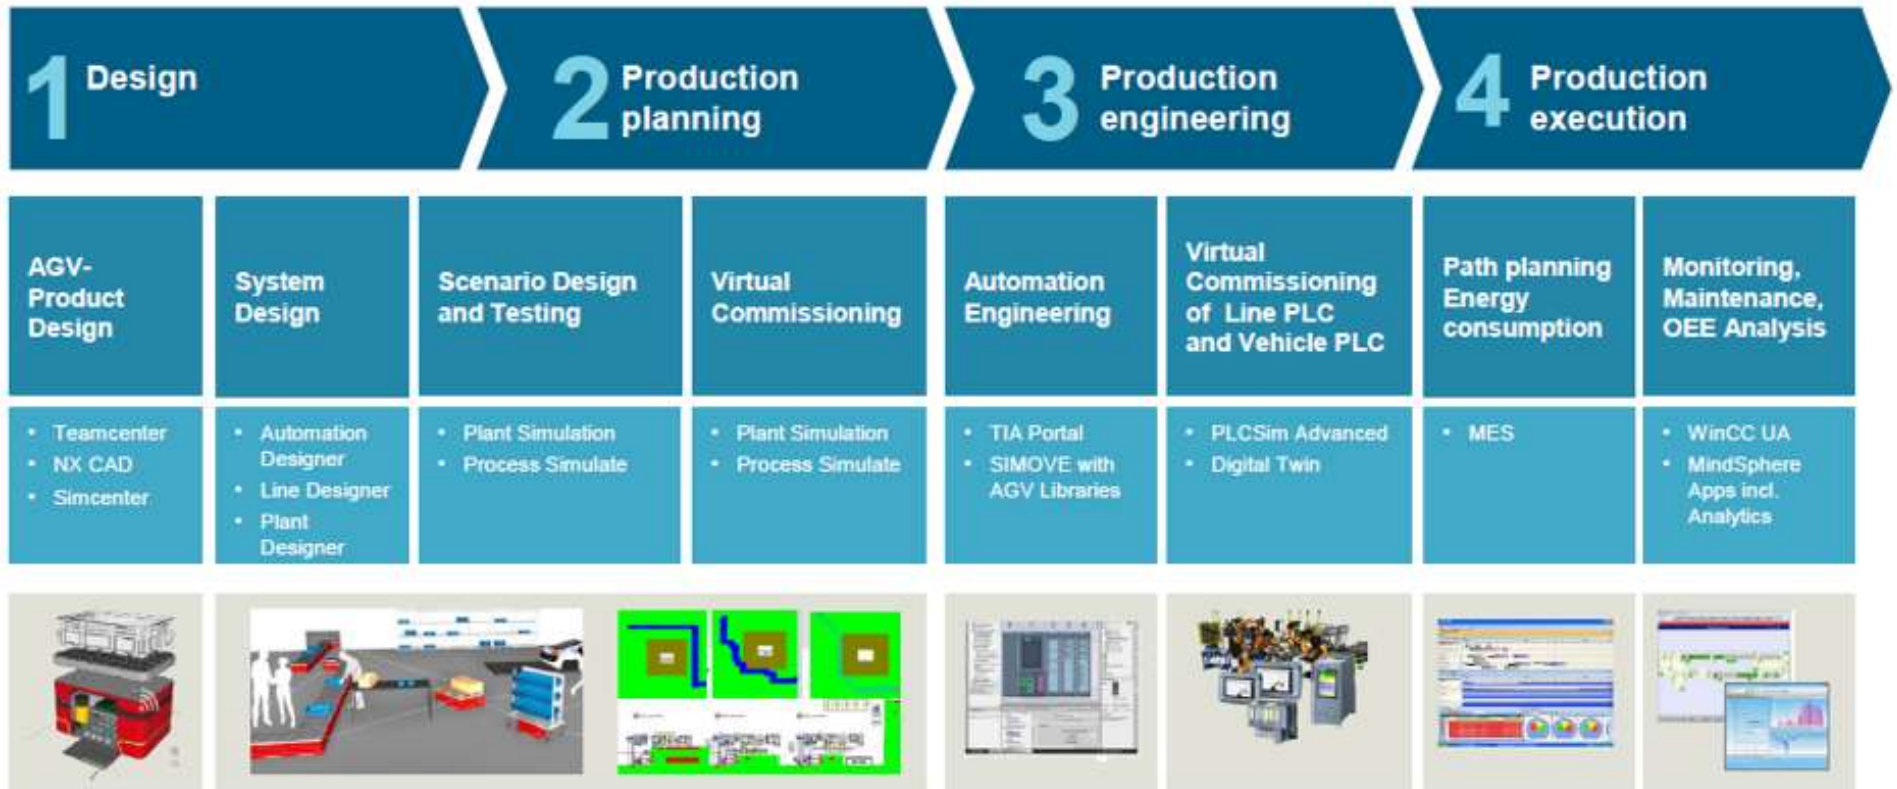 1 Design
2 Production
planning
3 Production
engineering
4 Production
execution
AGV-
Product
Design
System
Design
Scenario Design
and Testing
Virtual
Commissioning
Automation
Engineering
Virtual
Commissioning
of Line PLC
and Vehicle PLC
Path planning
Energy
consumption
Monitoring,
Maintenance,
OEE Analysis
• Teamcenter
• NX CAD
• Simcenter
• Automation
Designer
• Line Designer
• Plant
Designer
• Plant Simulation
• Process Simulate
• Plant Simulation
• Process Simulate
• TIA Portal
• SIMOVE with
AGV Libraries
• PLCSim Advanced
• Digital Twin
• MES
• WinCC UA
• MindSphere
Apps incl.
Analytics